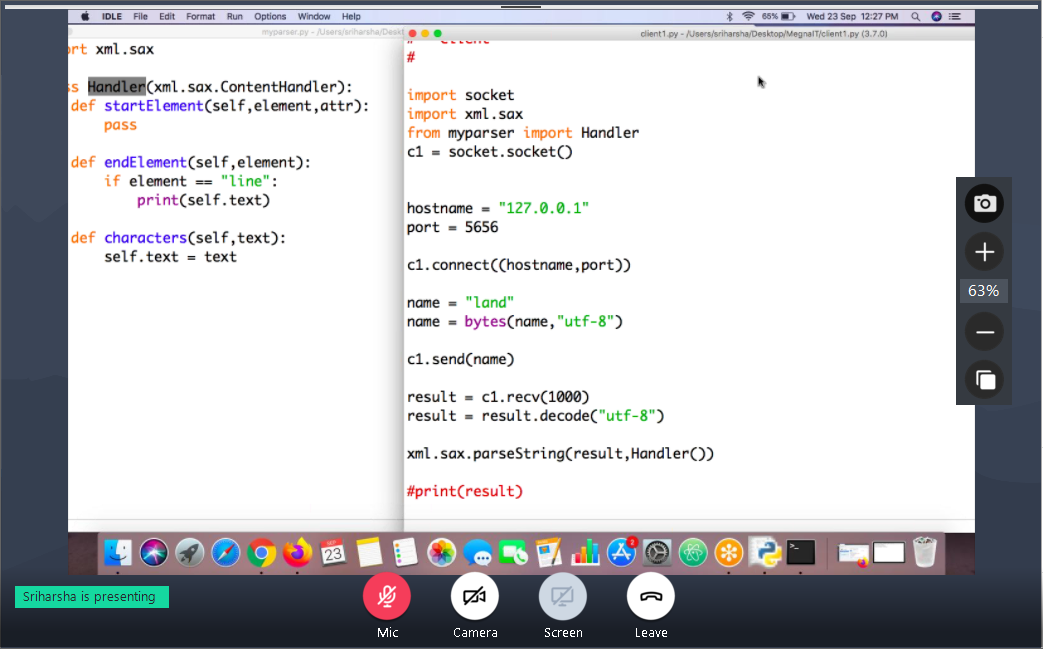 IDLE File Edit Format Run Options Window Help 65% Wed 23 Sep 12:27 PM
myparser.py - /Users/sriharsha/Deskto
client1.py - /Users/sriharsha/Desktop/MegnaIT/client1.py (3.7.0)
ort xml.sax
ss Handler(xml.sax.ContentHandler):
def startElement(self,element,attr):
pass
def endElement(self,element):
if element == "line":
print(self.text)
def characters(self,text):
self.text = text
# client
#
import socket
import xml.sax
from myparser import Handler
c1 = socket.socket()
hostname = "127.0.0.1"
port = 5656
c1.connect((hostname,port))
name = "land"
name = bytes(name,"utf-8")
c1.send(name)
result = c1.recv(1000)
result = result.decode("utf-8")
xml.sax.parseString(result,Handler())
#print(result)
63%
SEP
23
2
Sriharsha is presenting
Mic
Camera
Screen
Leave